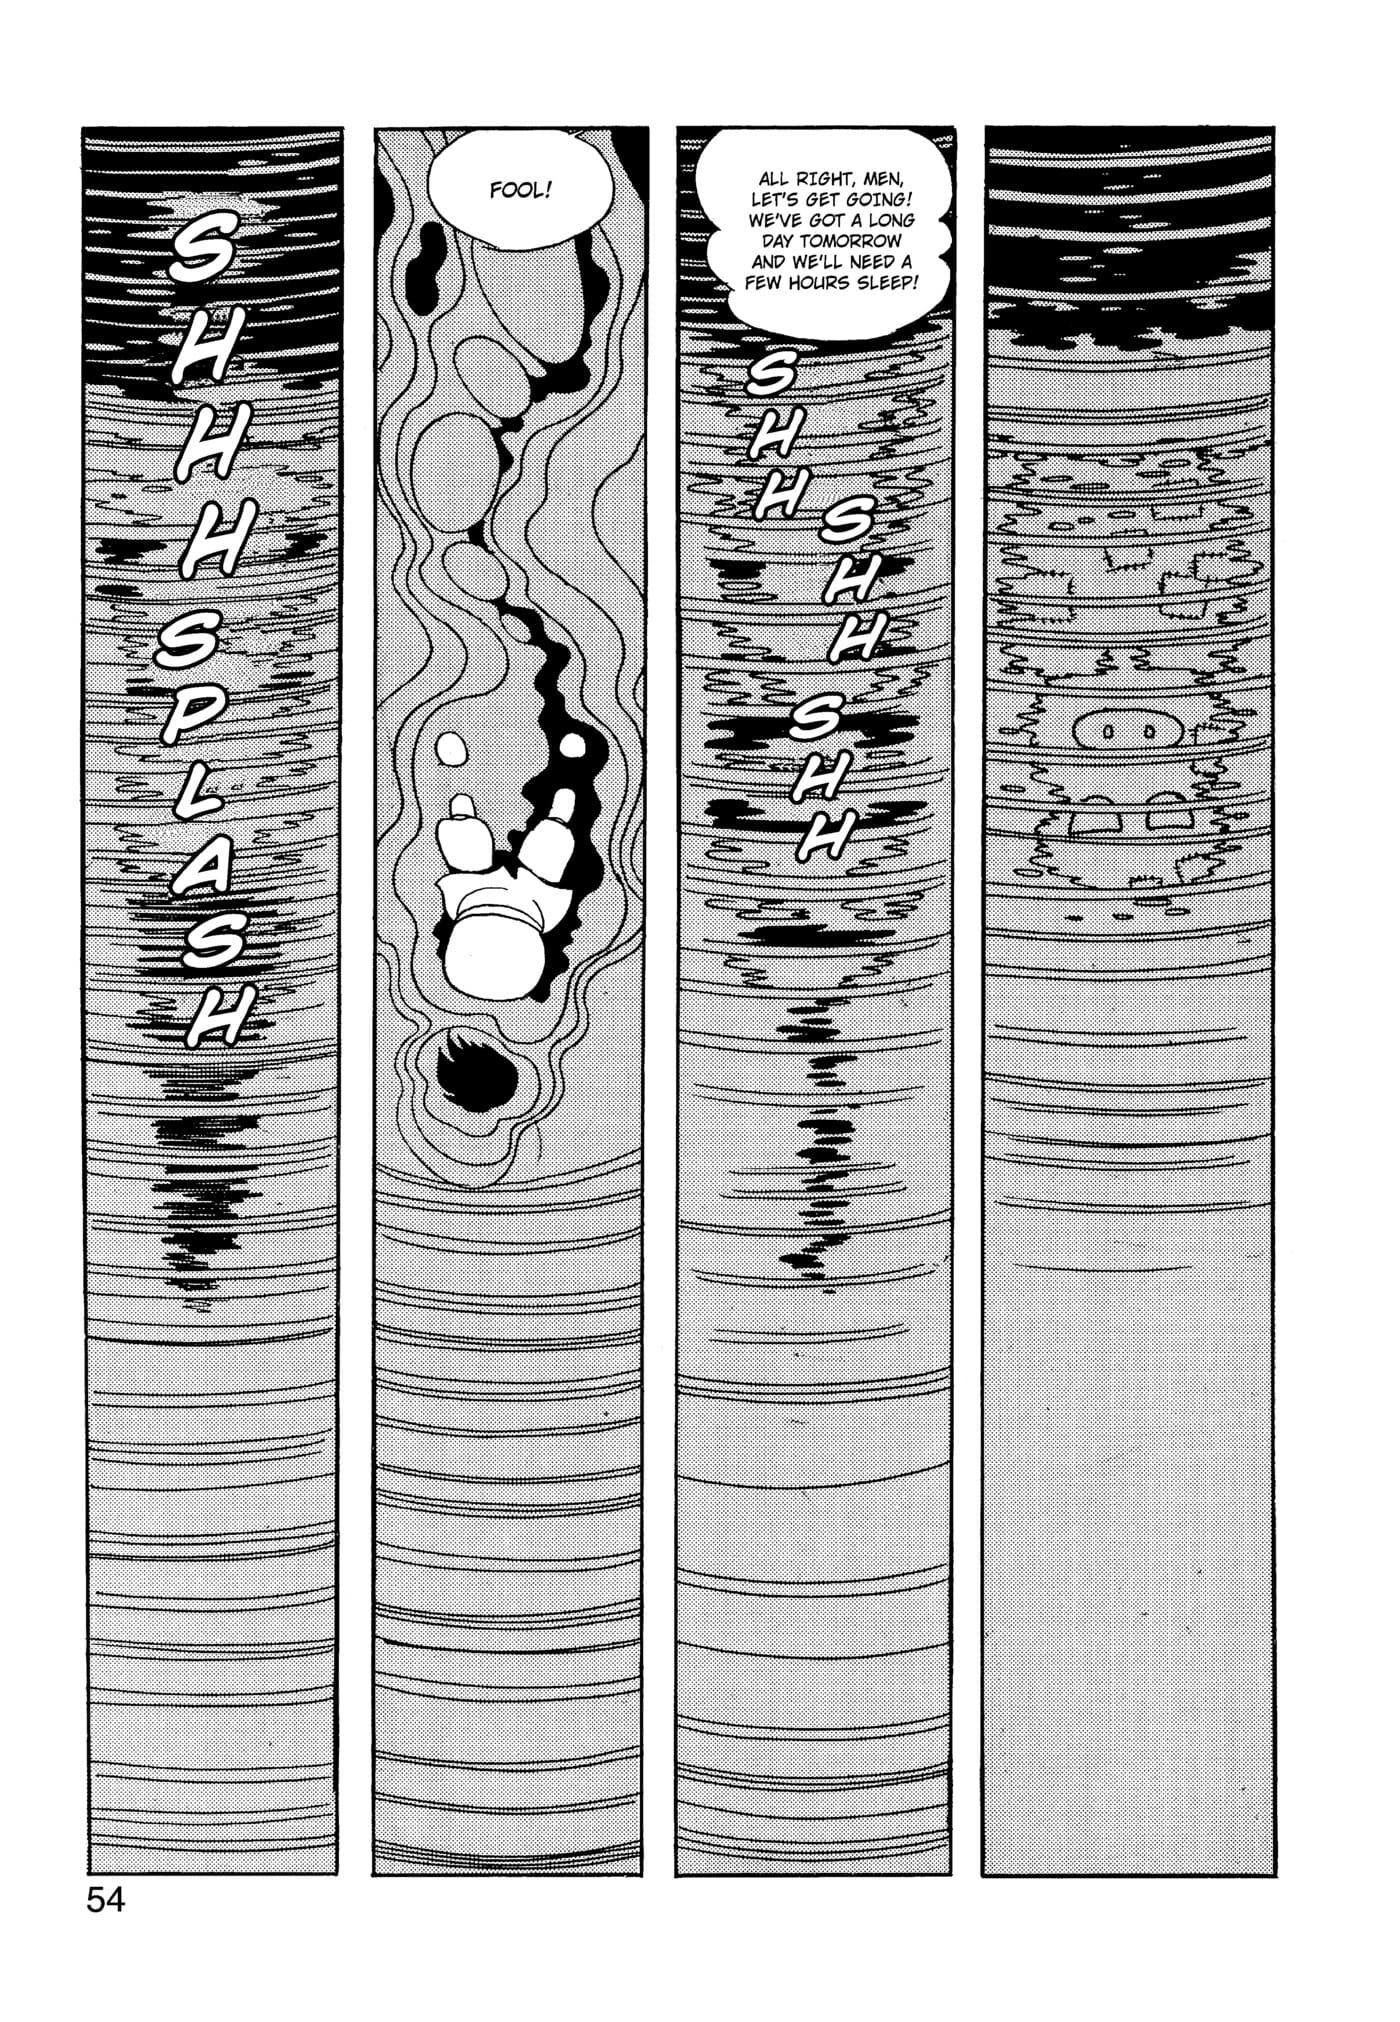 SHHHSPLASH
FOOL!
ALL RIGHT, MEN,
LET'S GET GOING!
WE'VE GOT A LONG
DAY TOMORROW
AND WE'LL NEED A
FEW HOURS SLEEP!
SHH
SHH
SHH
54